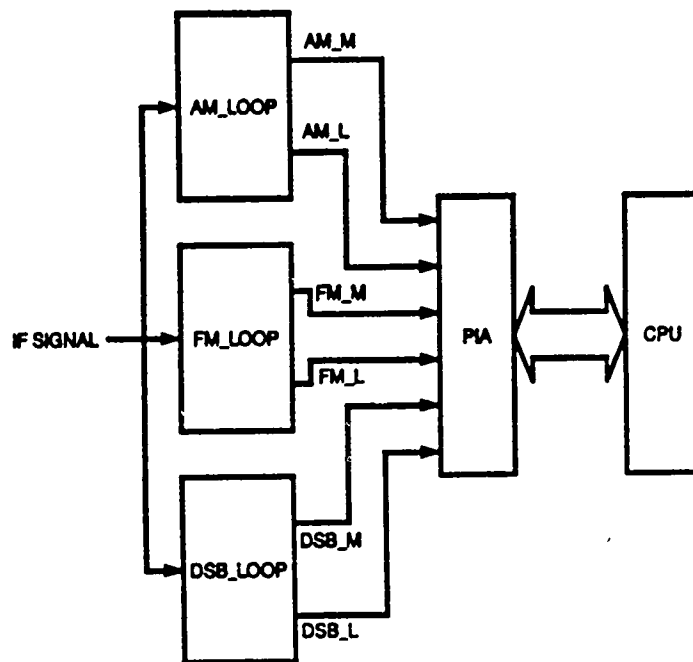 AM_M
AM_LOOP
AM_L
FM_M
IF SIGNAL
FM_LOOP
PIA
CPU
FM_L
DSB_M
DSB_LOOP
DSB_L